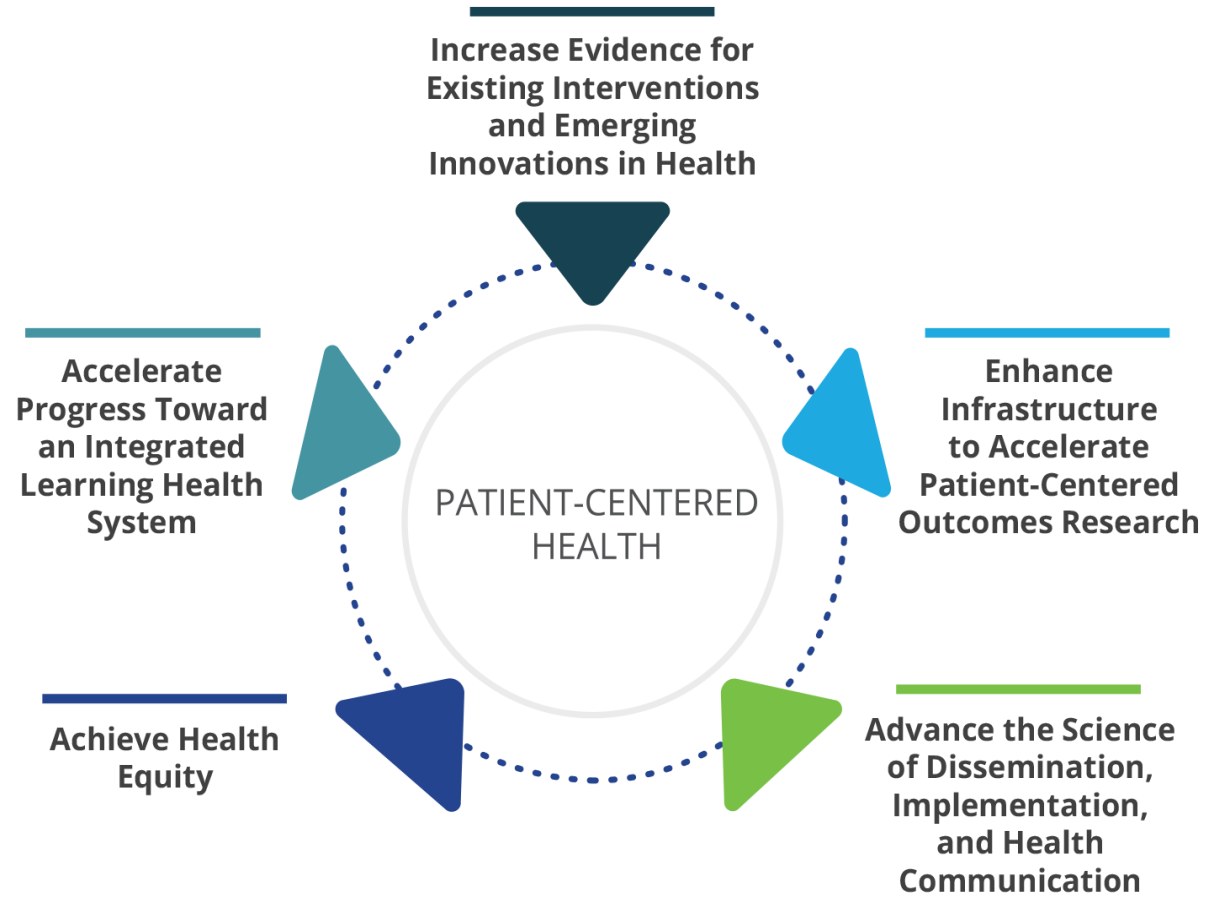 Increase Evidence for
Existing Interventions
and Emerging
Innovations in Health
Enhance
Infrastructure
to Accelerate
Patient-Centered
Outcomes Research
Advance the Science
of Dissemination,
Implementation,
and Health
Communication
Achieve Health
Equity
Accelerate
Progress Toward
an Integrated
Learning Health
System
PATIENT-CENTERED
HEALTH